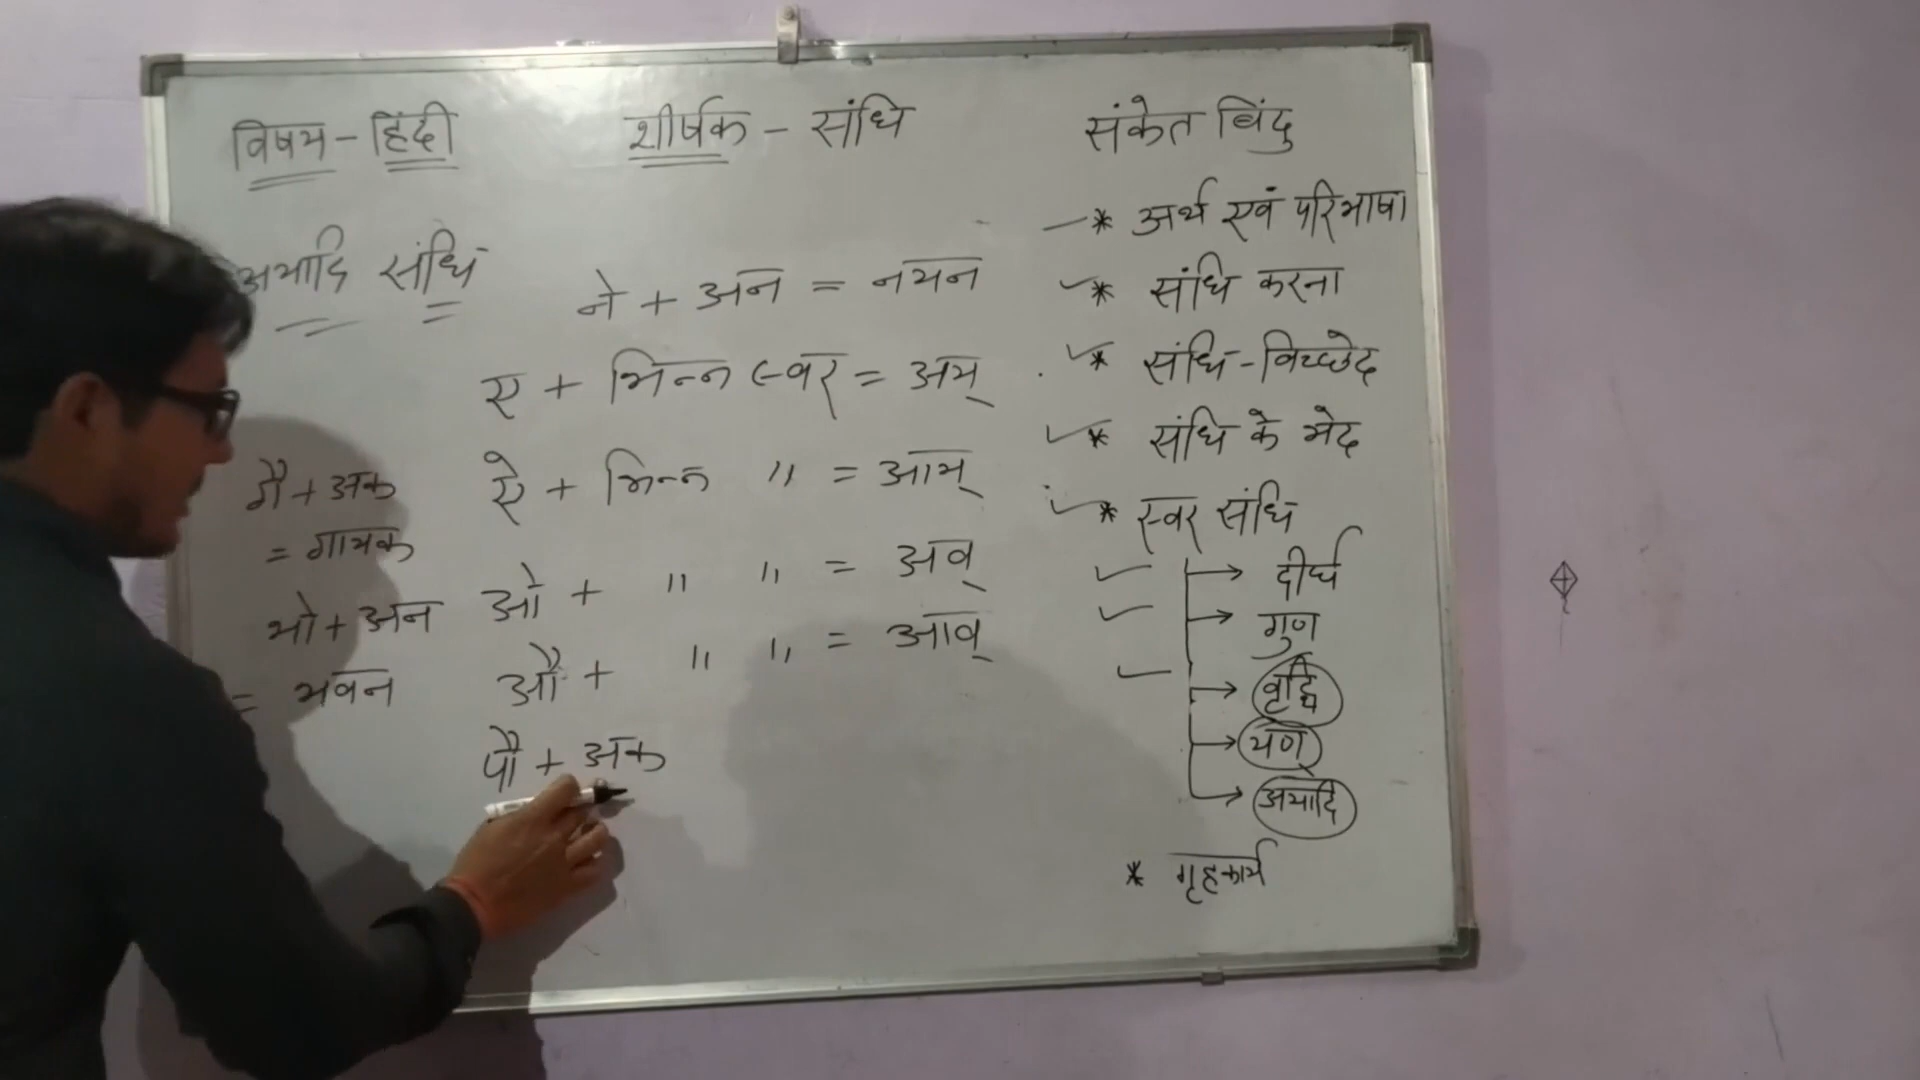 विषय - हिंदी
शीर्षक - संधि
अयादि संधि
ने + अन = नयन
ए + भिन्न स्वर = अय्
ऐ + भिन्न " = आय्
ओ + " " = अव्
औ + " " = आव्
पौ + अक
गै + अक
= गायक
भो + अन
= भवन
संकेत बिंदु
* अर्थ एवं परिभाषा
* संधि करना
* संधि-विच्छेद
* संधि के भेद
* स्वर संधि
→ दीर्घ
→ गुण
→ वृद्धि
→ यण
→ अयादि
* गृहकार्य